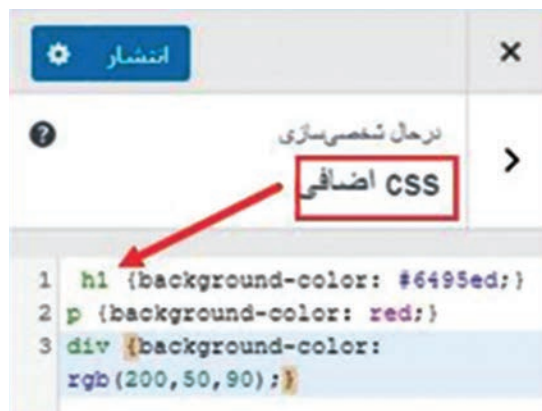 انتشار
درحال شخصی‌سازی
CSS اضافی
1 h1 {background-color: #6495ed;}
2 p {background-color: red;}
3 div {background-color:
rgb(200,50,90);}